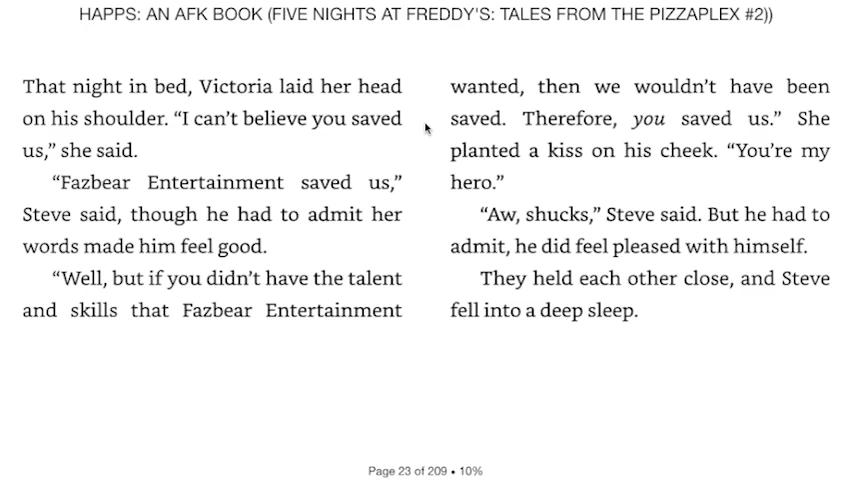 HAPPS: AN AFK BOOK (FIVE NIGHTS AT FREDDY'S: TALES FROM THE PIZZAPLEX #2))
That night in bed, Victoria laid her head
on his shoulder. “I can’t believe you saved
us,” she said.
“Fazbear Entertainment saved us,”
Steve said, though he had to admit her
words made him feel good.
“Well, but if you didn’t have the talent
and skills that Fazbear Entertainment
wanted, then we wouldn’t have been
saved. Therefore, you saved us.” She
planted a kiss on his cheek. “You’re my
hero.”
“Aw, shucks,” Steve said. But he had to
admit, he did feel pleased with himself.
They held each other close, and Steve
fell into a deep sleep.
Page 23 of 209 • 10%